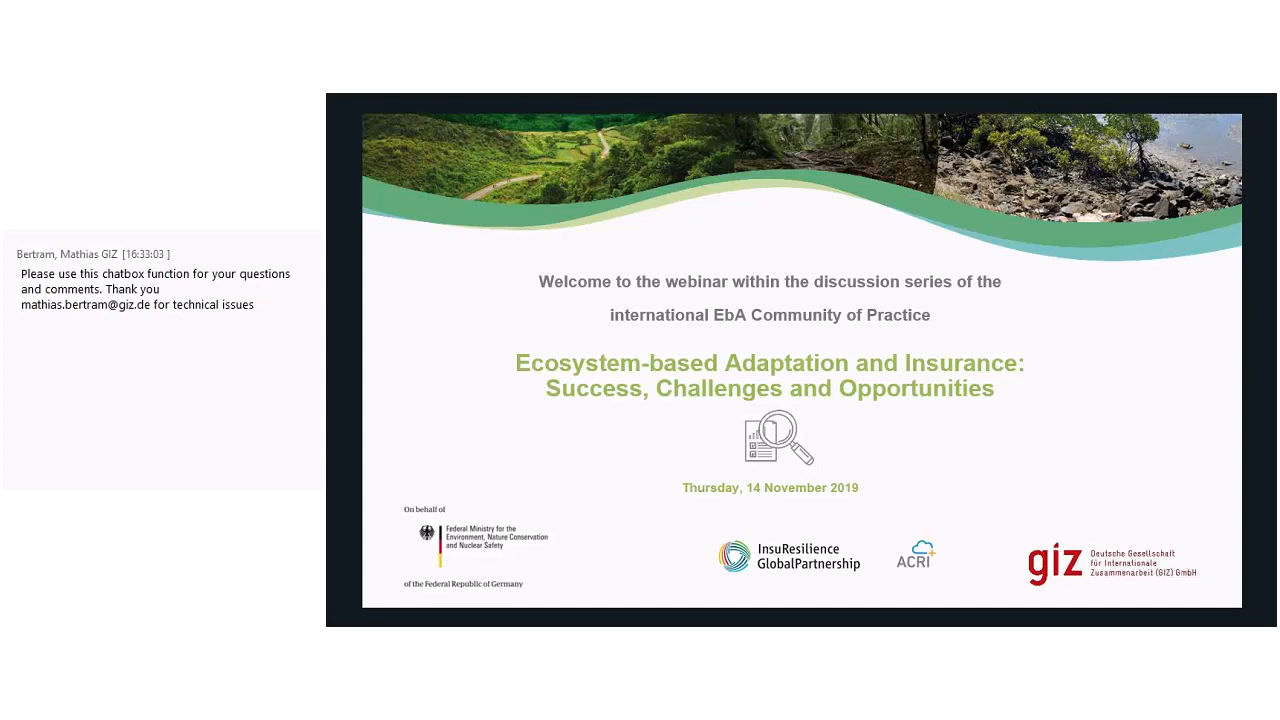 Bertram, Mathias GIZ [16:33:03 ]
Please use this chatbox function for your questions
and comments. Thank you
mathias.bertram@giz.de for technical issues
Welcome to the webinar within the discussion series of the
international EbA Community of Practice
Ecosystem-based Adaptation and Insurance:
Success, Challenges and Opportunities
Thursday, 14 November 2019
On behalf of
Federal Ministry for the
Environment, Nature Conservation
and Nuclear Safety
of the Federal Republic of Germany
InsuResilience
GlobalPartnership
ACRI+
giz
Deutsche Gesellschaft
für Internationale
Zusammenarbeit (GIZ) GmbH